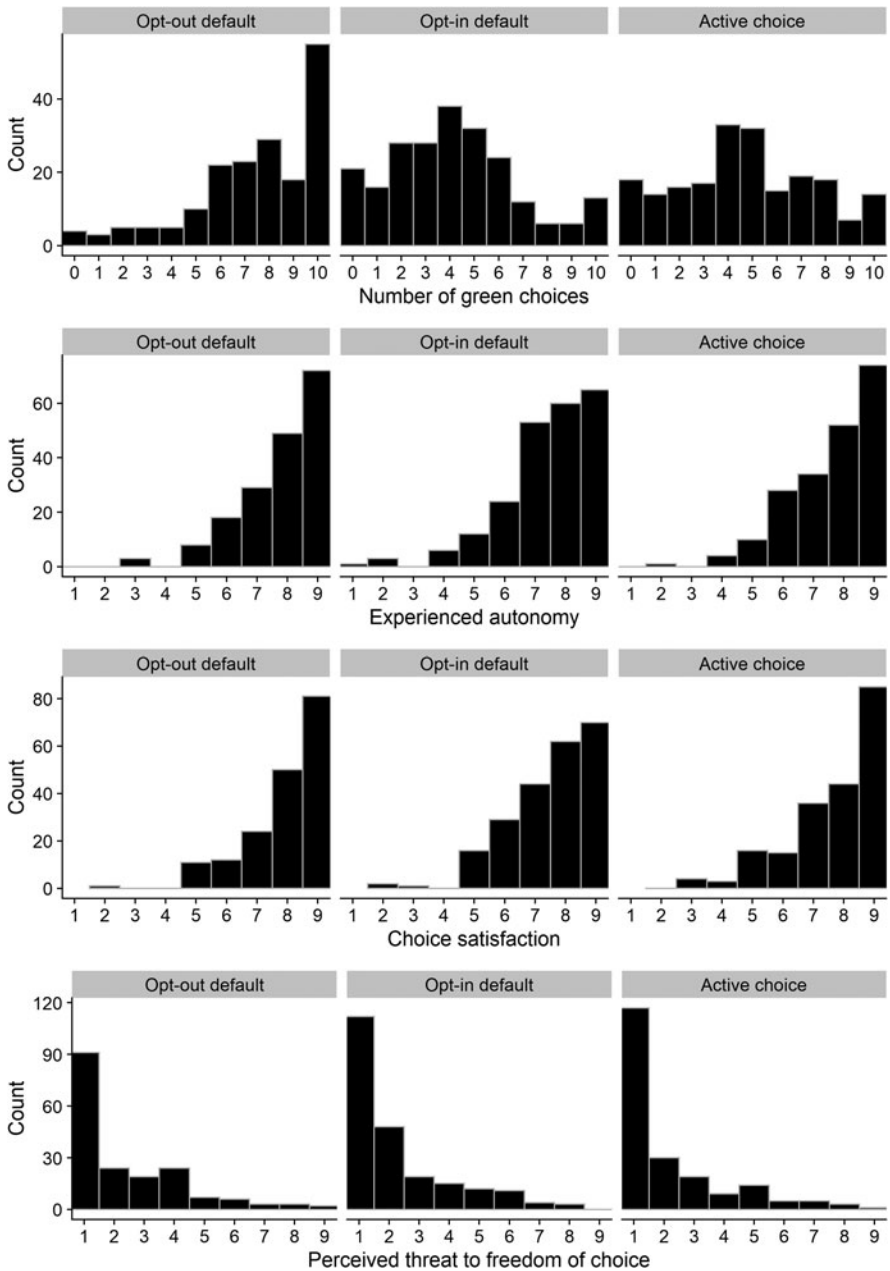 Opt-out default Opt-in default Active choice
Count
40
20
0
0 1 2 3 4 5 6 7 8 9 10 0 1 2 3 4 5 6 7 8 9 10 0 1 2 3 4 5 6 7 8 9 10
Number of green choices
Opt-out default Opt-in default Active choice
Count
60
40
20
0
1 2 3 4 5 6 7 8 9 1 2 3 4 5 6 7 8 9 1 2 3 4 5 6 7 8 9
Experienced autonomy
Opt-out default Opt-in default Active choice
Count
80
60
40
20
0
1 2 3 4 5 6 7 8 9 1 2 3 4 5 6 7 8 9 1 2 3 4 5 6 7 8 9
Choice satisfaction
Opt-out default Opt-in default Active choice
Count
120
90
60
30
0
1 2 3 4 5 6 7 8 9 1 2 3 4 5 6 7 8 9 1 2 3 4 5 6 7 8 9
Perceived threat to freedom of choice